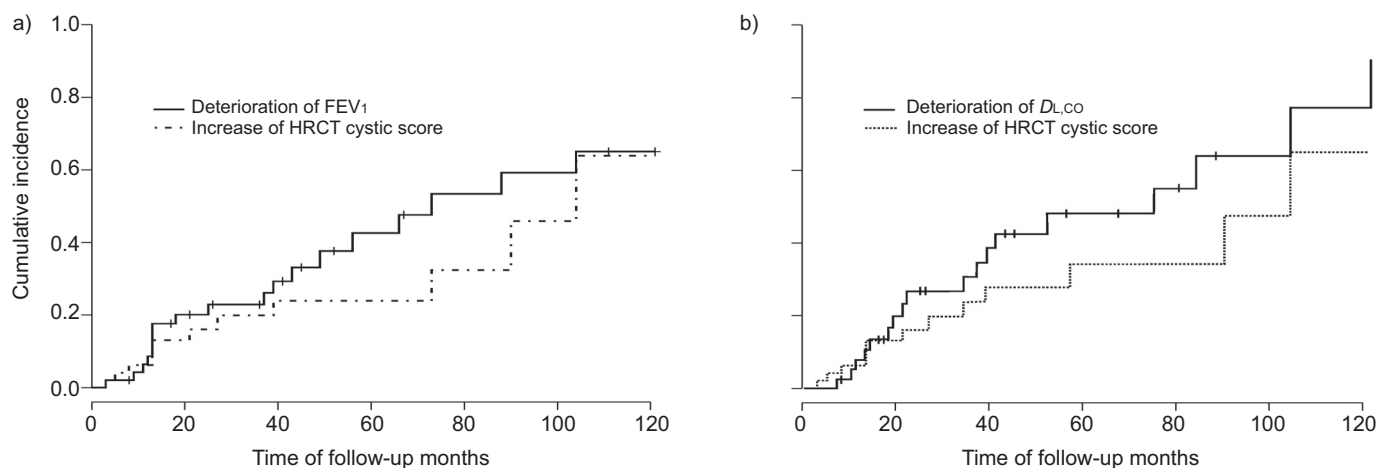 a)
1.0
0.8
0.6
0.4
0.2
0.0
Cumulative incidence
Deterioration of FEV1
Increase of HRCT cystic score
0 20 40 60 80 100 120
Time of follow-up months
b)
Deterioration of DL,CO
Increase of HRCT cystic score
0 20 40 60 80 100 120
Time of follow-up months